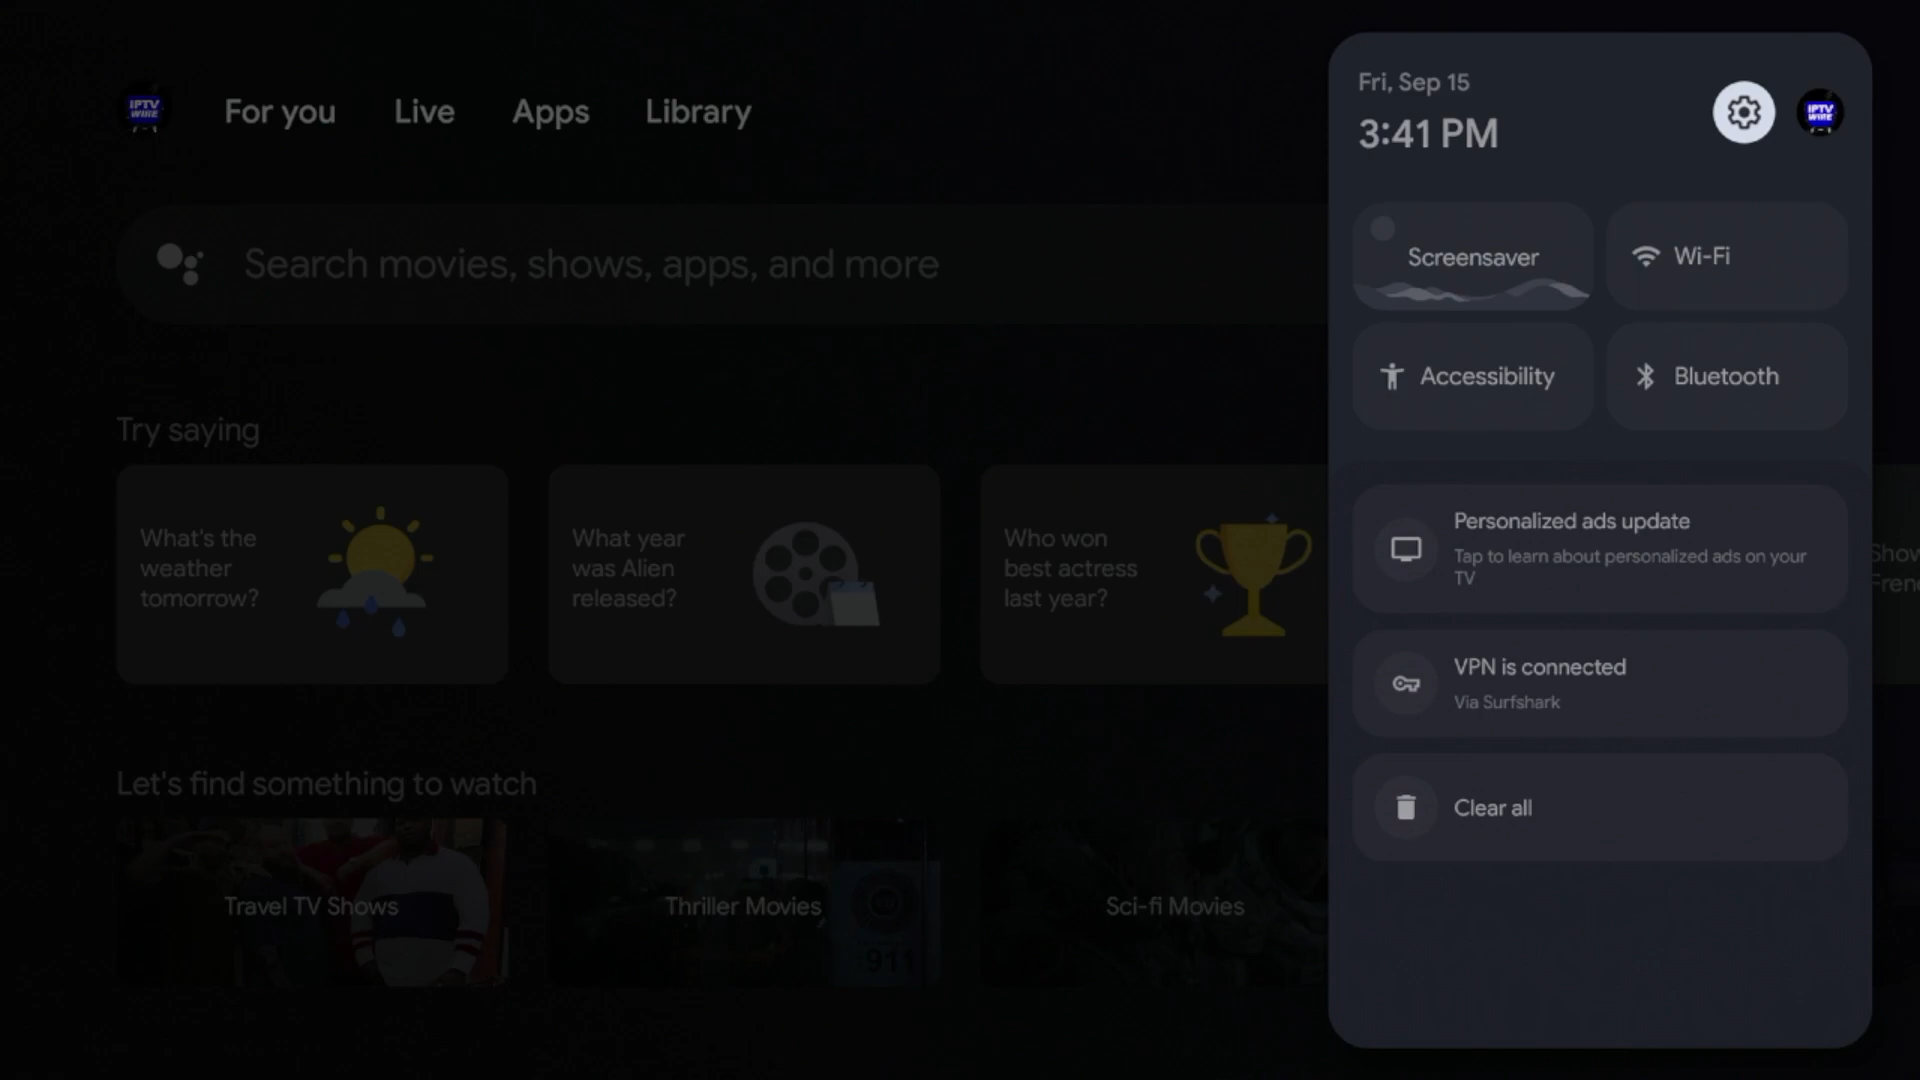 IPTV
WIRE
For you
Live
Apps
Library
Search movies, shows, apps, and more
Try saying
What's the
weather
tomorrow?
What year
was Alien
released?
Who won
best actress
last year?
Let's find something to watch
Travel TV Shows
Thriller Movies
911
Sci-fi Movies
Fri, Sep 15
3:41 PM
IPTV
WIRE
Screensaver
Wi-Fi
Accessibility
Bluetooth
Personalized ads update
Tap to learn about personalized ads on your
TV
VPN is connected
Via Surfshark
Clear all